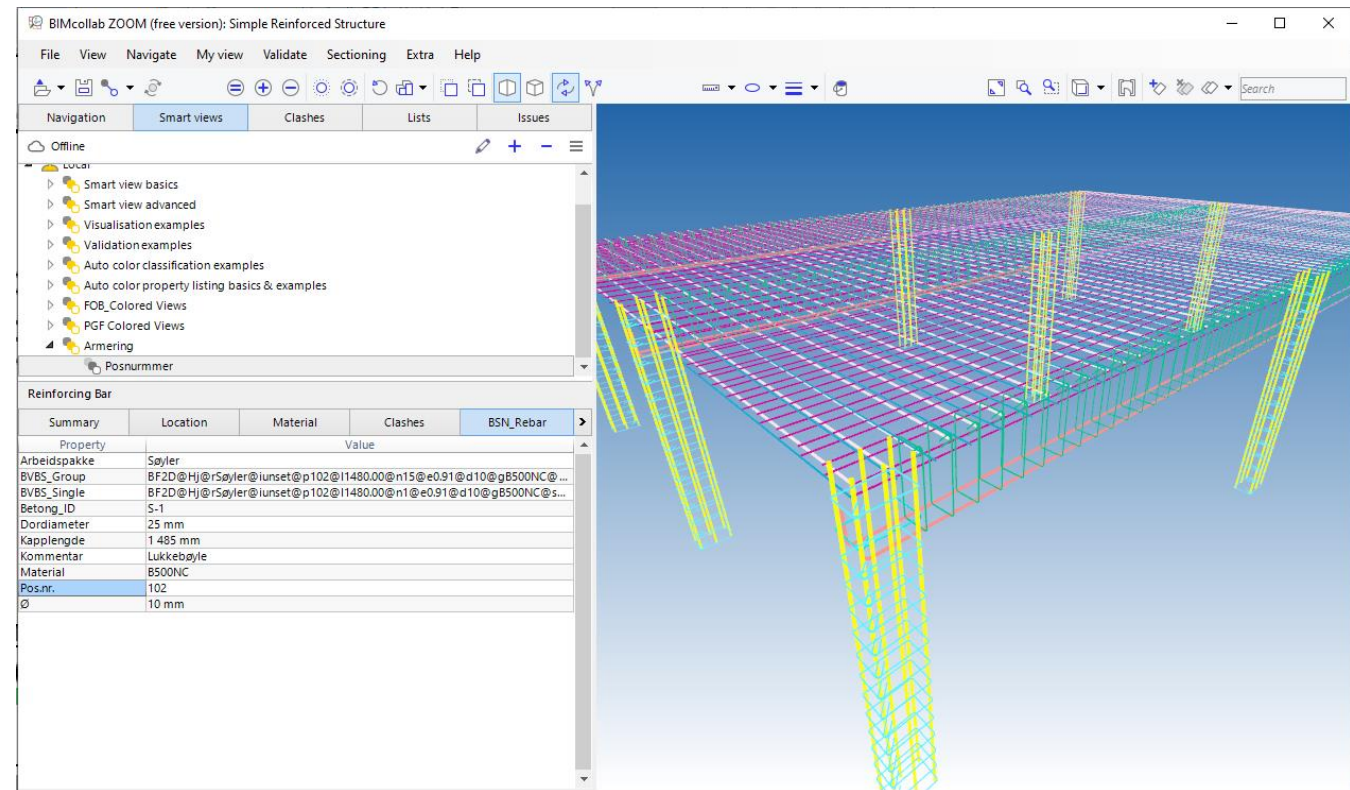 BIMcollab ZOOM (free version): Simple Reinforced Structure
File View Navigate My view Validate Sectioning Extra Help
Search
Navigation Smart views Clashes Lists Issues
Offline
Local
Smart view basics
Smart view advanced
Visualisation examples
Validation examples
Auto color classification examples
Auto color property listing basics & examples
FOB_Colored Views
PGF Colored Views
Armering
Posnurmmer
Reinforcing Bar
Summary Location Material Clashes BSN_Rebar >
Property Value
Arbeidspakke Søyler
BVBS_Group BF2D@Hj@rSøyler@iunset@p102@l1480.00@n15@e0.91@d10@gB500NC@ ...
BVBS_Single BF2D@Hj@rSøyler@iunset@p102@l1480.00@n1@e0.91@d10@gB500NC@s...
Betong_ID S-1
Dordiameter 25 mm
Kapplengde 1 485 mm
Kommentar Lukkebøyle
Material B500NC
Pos.nr. 102
Ø 10 mm